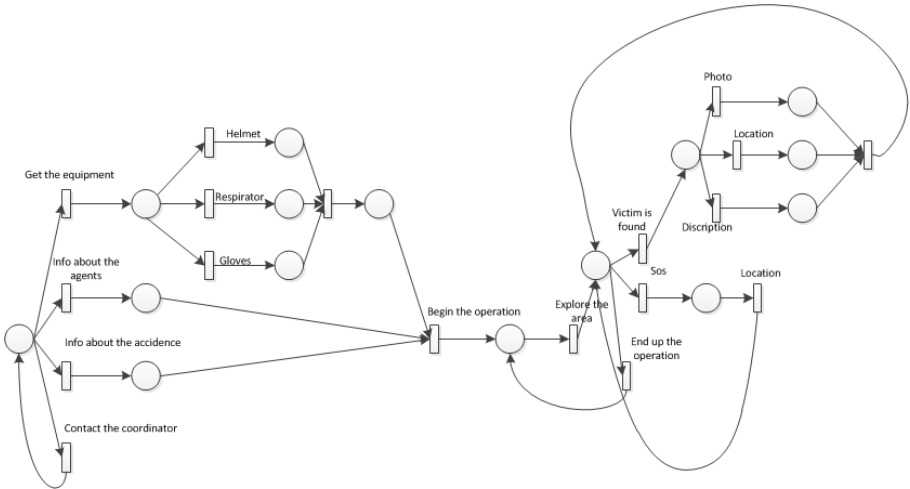 Photo
Helmet
Location
Get the equipment
Respirator
Victim is
found
Discription
Gloves
Info about the
agents
Sos
Location
Begin the operation
Explore the
area
Info about the accidence
End up the
operation
Contact the coordinator